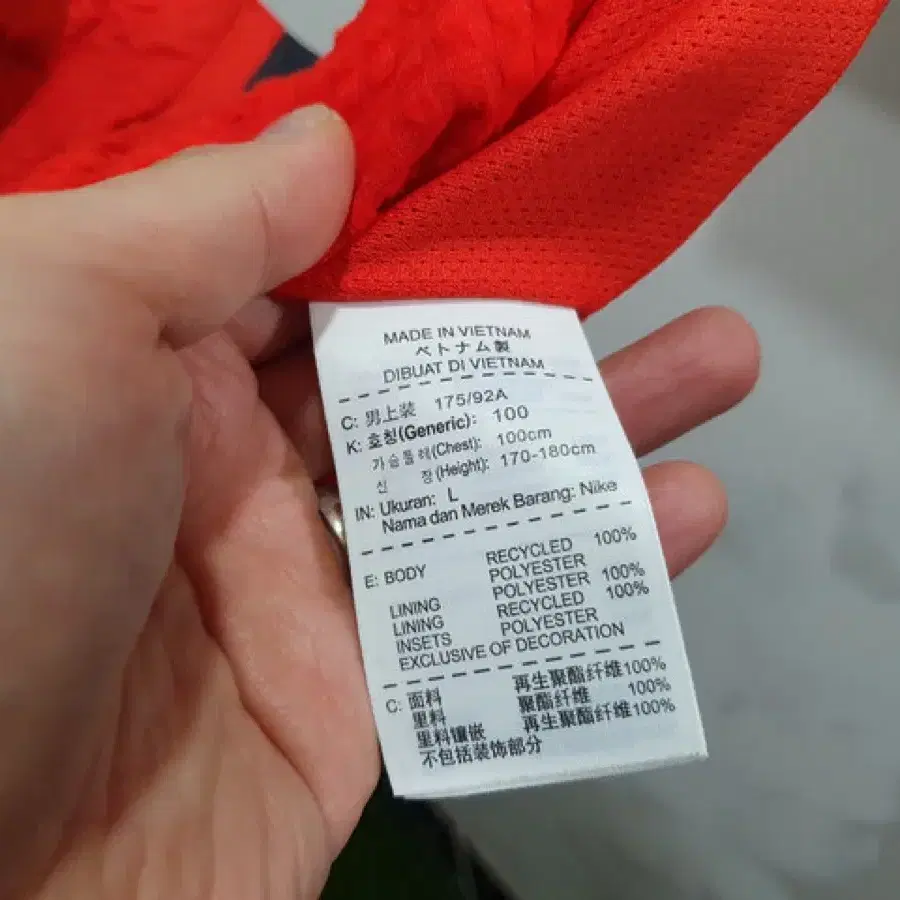 MADE IN VIETNAM
ベトナム製
DIBUAT DI VIETNAM
C: 男上装 175/92A
K: 호칭(Generic): 100
가슴둘레(Chest): 100cm
신 장(Height): 170-180cm
IN: Ukuran: L
Nama dan Merek Barang: Nike
E: BODY RECYCLED 100%
POLYESTER
LINING POLYESTER 100%
LINING RECYCLED 100%
INSETS POLYESTER
EXCLUSIVE OF DECORATION
C: 面料 再生聚酯纤维100%
里料 聚酯纤维 100%
里料镶嵌 再生聚酯纤维100%
不包括装饰部分